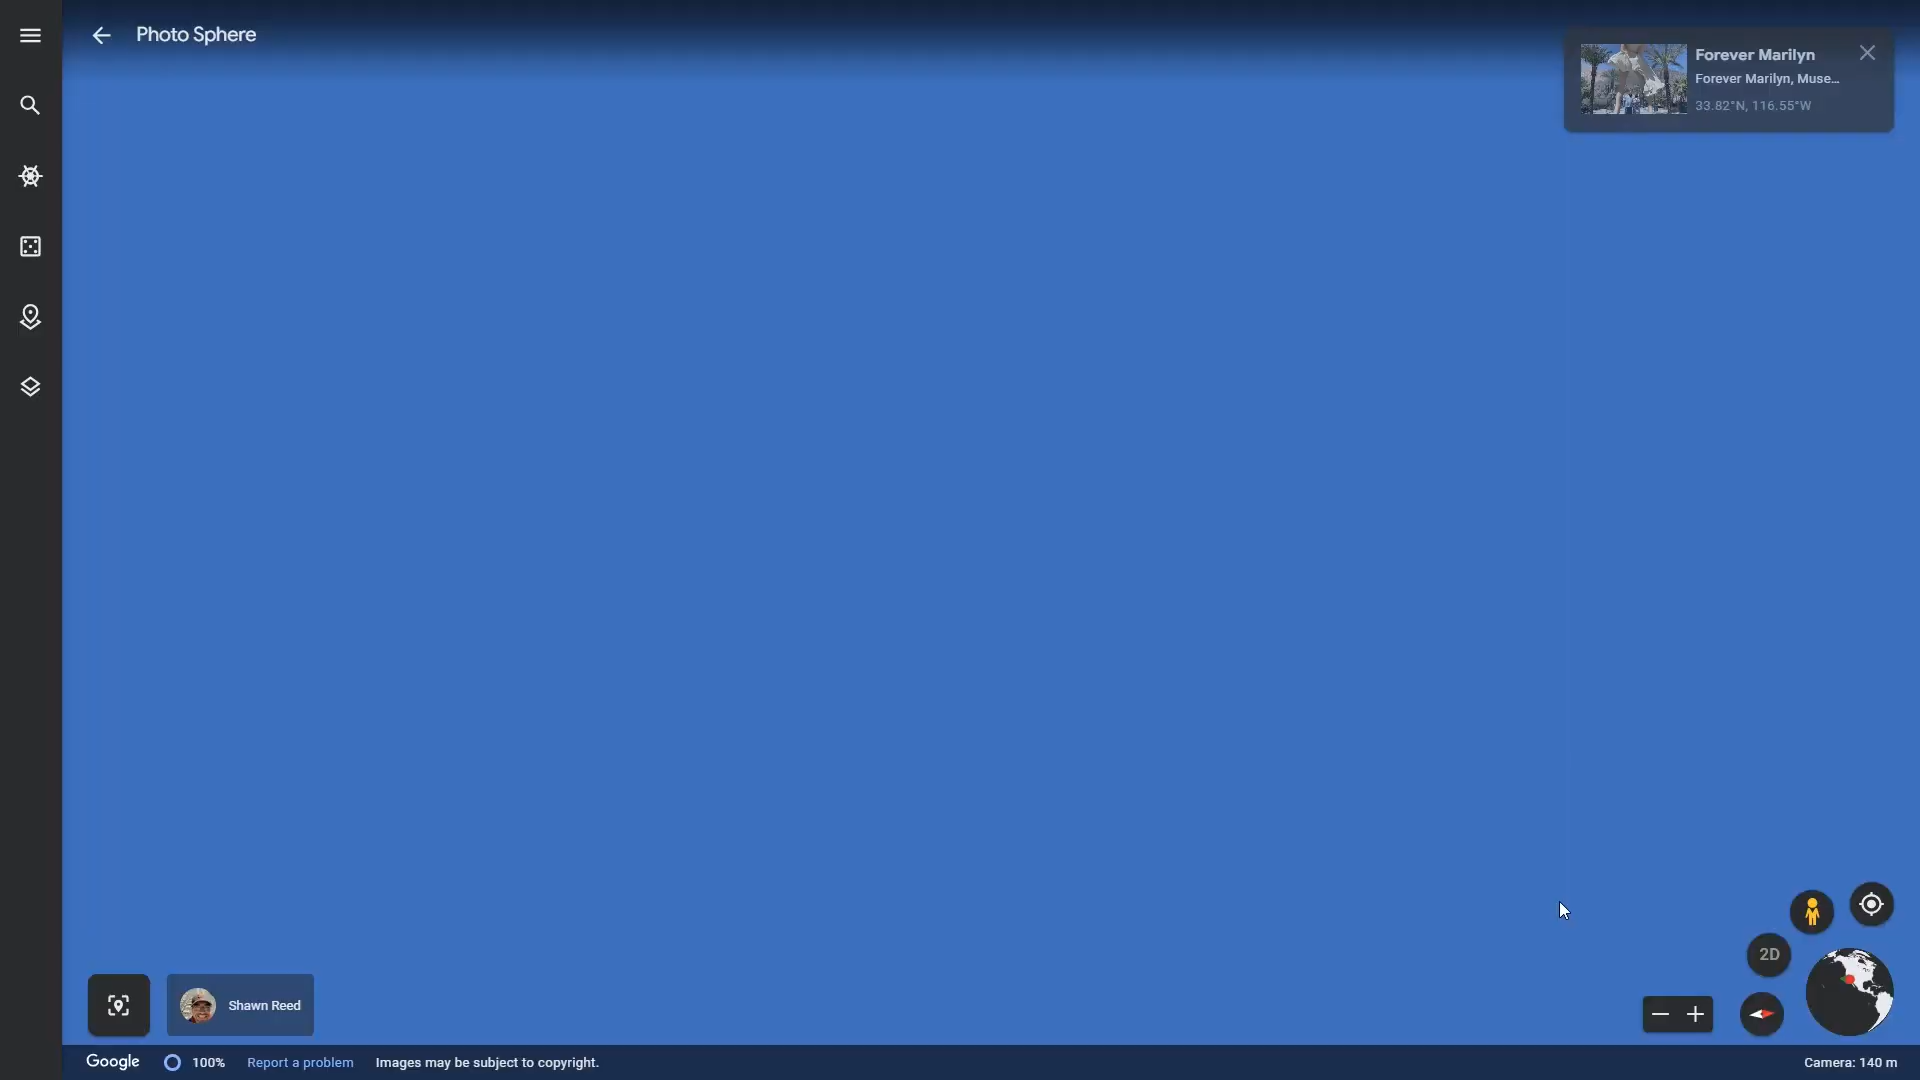 Photo Sphere
Forever Marilyn
Forever Marilyn, Muse...
33.82°N, 116.55°W
2D
Shawn Reed
Google
100%
Report a problem
Images may be subject to copyright.
Camera: 140 m